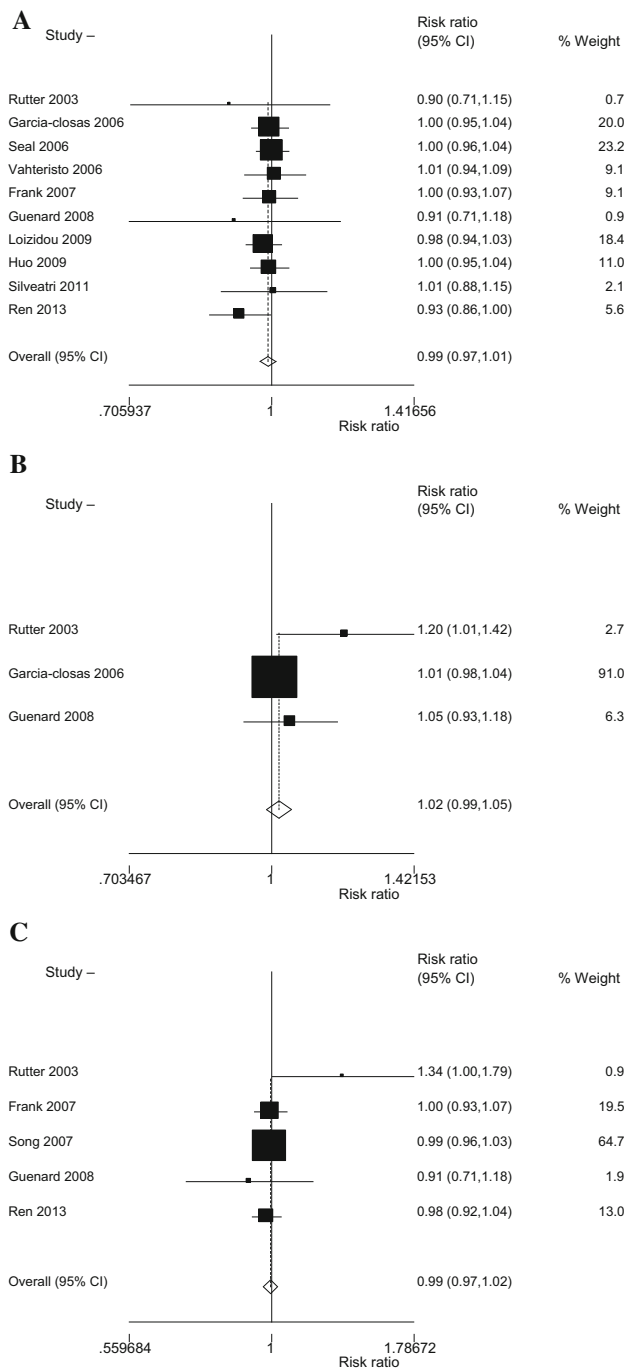 A
Study –
Risk ratio
(95% CI)
% Weight
Rutter 2003 0.90 (0.71,1.15) 0.7
Garcia-closas 2006 1.00 (0.95,1.04) 20.0
Seal 2006 1.00 (0.96,1.04) 23.2
Vahteristo 2006 1.01 (0.94,1.09) 9.1
Frank 2007 1.00 (0.93,1.07) 9.1
Guenard 2008 0.91 (0.71,1.18) 0.9
Loizidou 2009 0.98 (0.94,1.03) 18.4
Huo 2009 1.00 (0.95,1.04) 11.0
Silveatri 2011 1.01 (0.88,1.15) 2.1
Ren 2013 0.93 (0.86,1.00) 5.6
Overall (95% CI) 0.99 (0.97,1.01)
.705937 1 1.41656
Risk ratio
B
Study –
Risk ratio
(95% CI)
% Weight
Rutter 2003 1.20 (1.01,1.42) 2.7
Garcia-closas 2006 1.01 (0.98,1.04) 91.0
Guenard 2008 1.05 (0.93,1.18) 6.3
Overall (95% CI) 1.02 (0.99,1.05)
.703467 1 1.42153
Risk ratio
C
Study –
Risk ratio
(95% CI)
% Weight
Rutter 2003 1.34 (1.00,1.79) 0.9
Frank 2007 1.00 (0.93,1.07) 19.5
Song 2007 0.99 (0.96,1.03) 64.7
Guenard 2008 0.91 (0.71,1.18) 1.9
Ren 2013 0.98 (0.92,1.04) 13.0
Overall (95% CI) 0.99 (0.97,1.02)
.559684 1 1.78672
Risk ratio